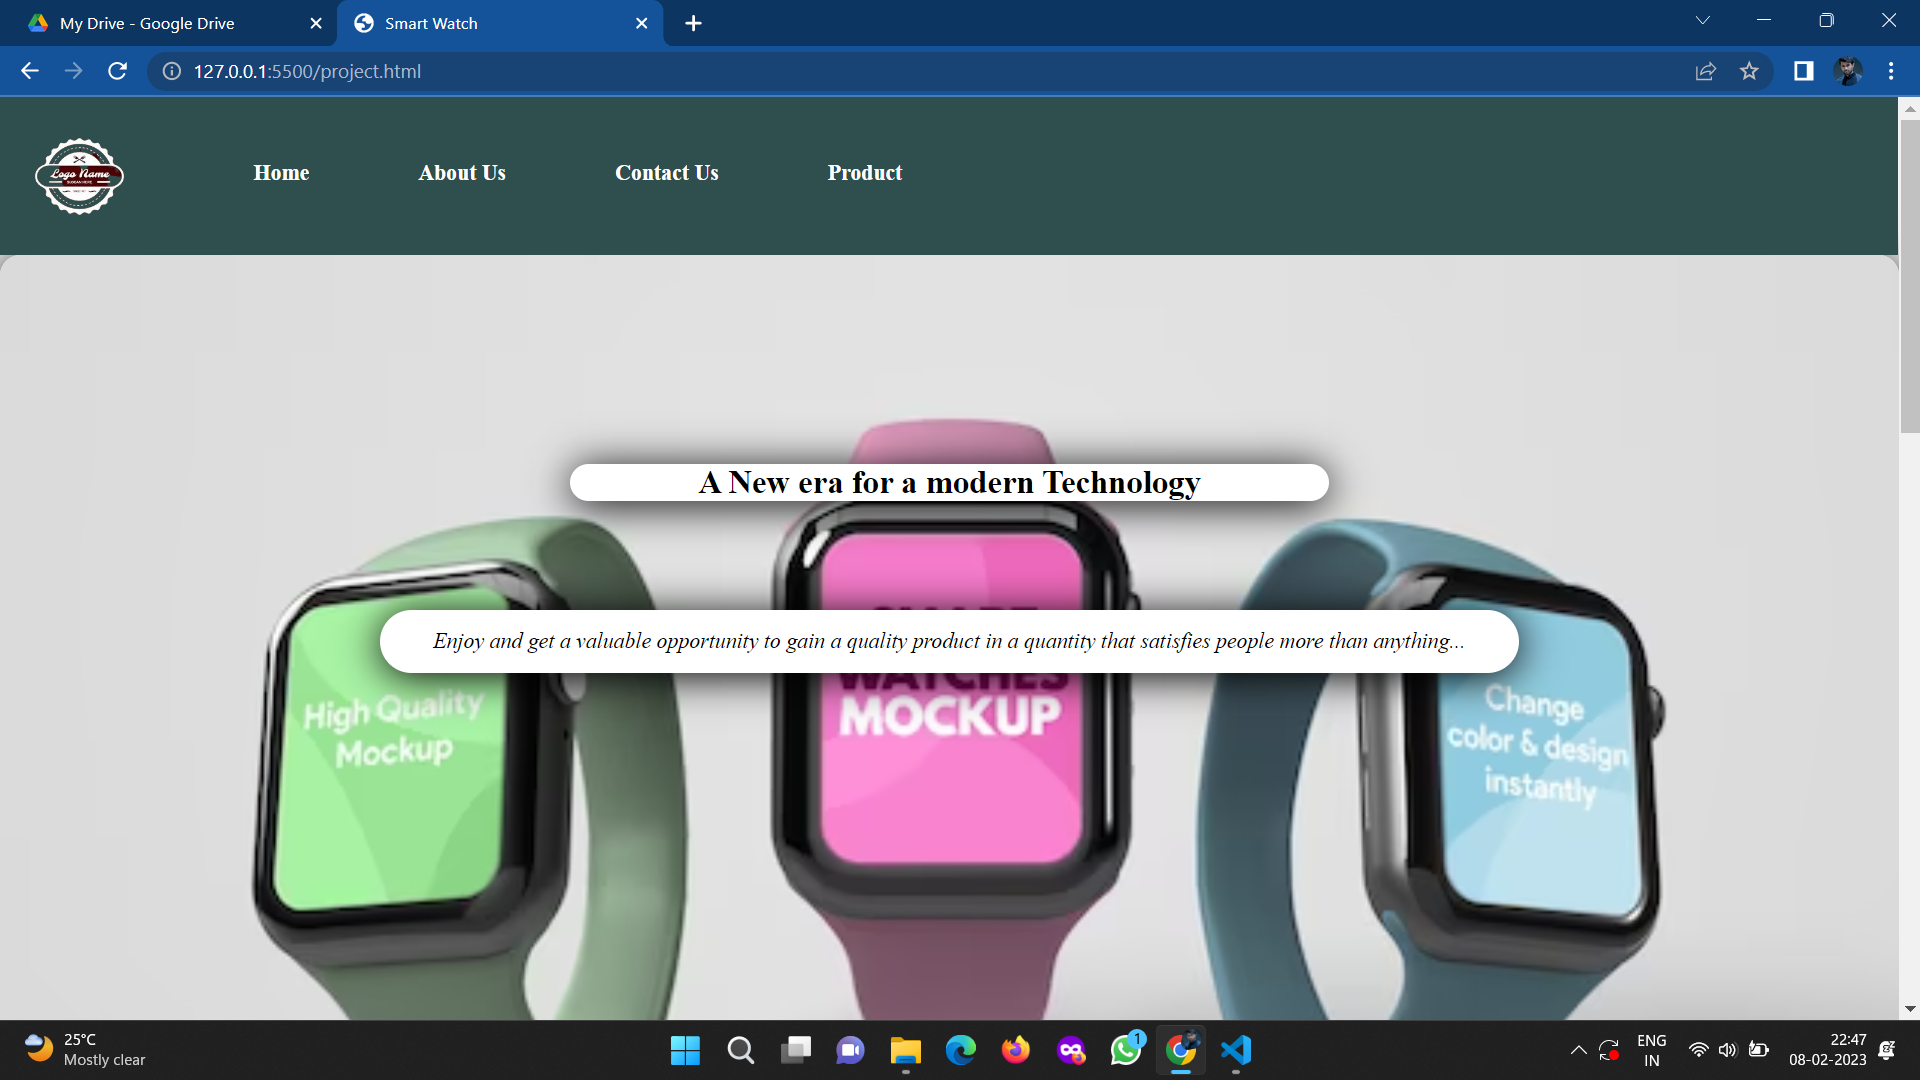 My Drive - Google Drive
Smart Watch
127.0.0.1:5500/project.html
Logo Name
Home
About Us
Contact Us
Product
A New era for a modern Technology
Enjoy and get a valuable opportunity to gain a quality product in a quantity that satisfies people more than anything...
High Quality
Mockup
WATCHES
MOCKUP
Change
color & design
instantly
25°C
Mostly clear
1
ENG
IN
22:47
08-02-2023